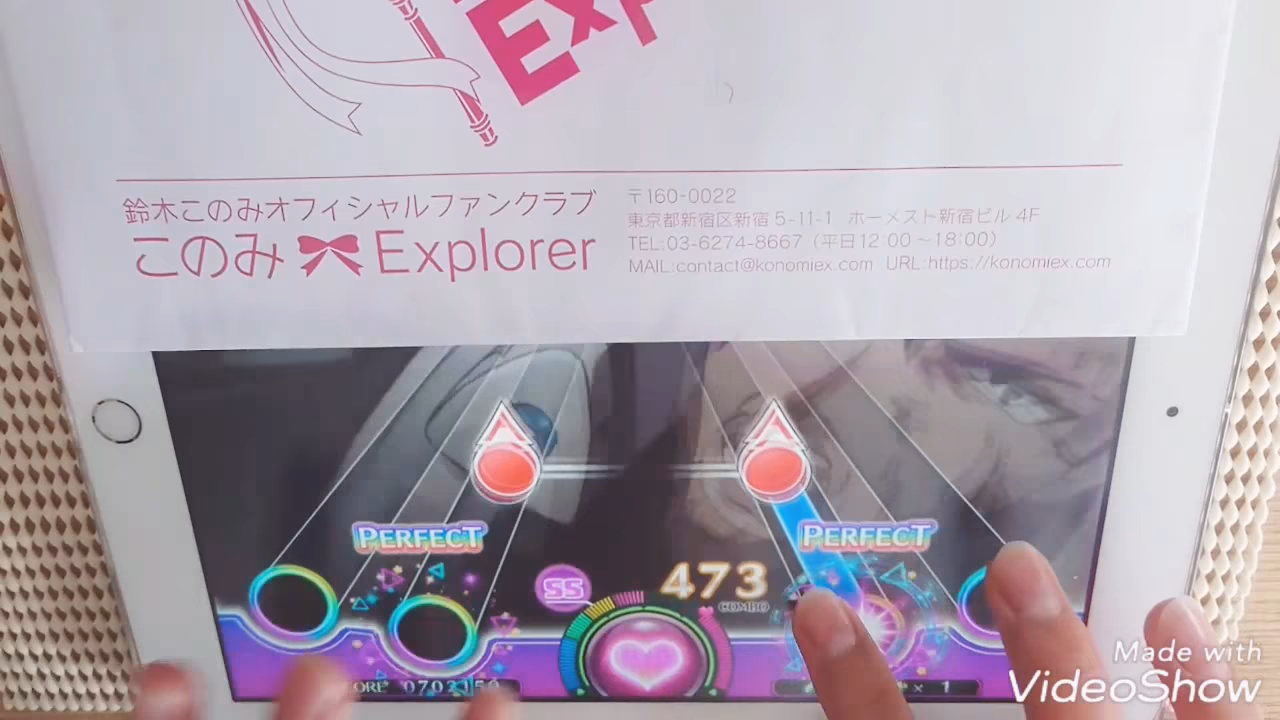 Exp
鈴木このみオフィシャルファンクラブ
このみ Explorer
〒160-0022
東京都新宿区新宿 5-11-1 ホーメスト新宿ビル 4F
TEL:03-6274-8667（平日12:00～18:00）
MAIL:contact@konomiex.com URL:https://konomiex.com
PERFECT
PERFECT
SS
473
COMBO
× 1
Made with
VideoShow